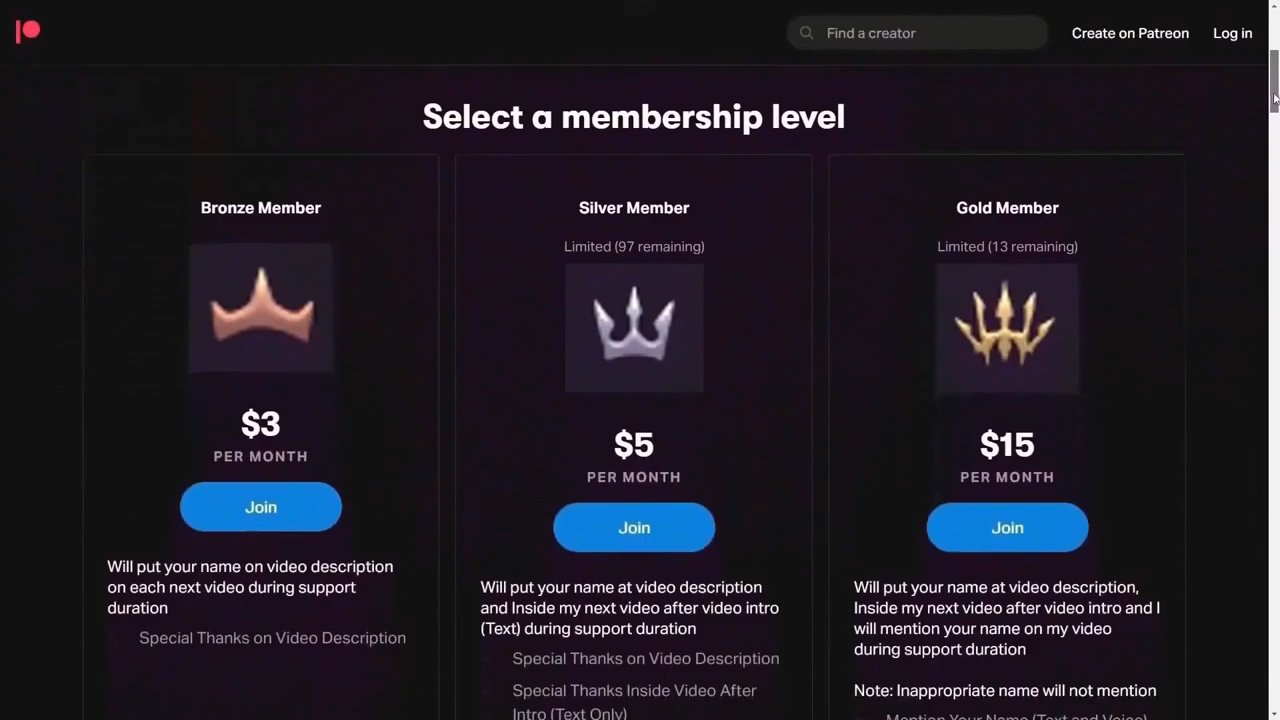 Find a creator
Create on Patreon
Log in
Select a membership level
Bronze Member
$3
PER MONTH
Join
Will put your name on video description
on each next video during support
duration
Special Thanks on Video Description
Silver Member
Limited (97 remaining)
$5
PER MONTH
Join
Will put your name at video description
and Inside my next video after video intro
(Text) during support duration
Special Thanks on Video Description
Special Thanks Inside Video After
Intro (Text Only)
Gold Member
Limited (13 remaining)
$15
PER MONTH
Join
Will put your name at video description,
Inside my next video after video intro and I
will mention your name on my video
during support duration
Note: Inappropriate name will not mention
Mention Your Name (Text and Voice)